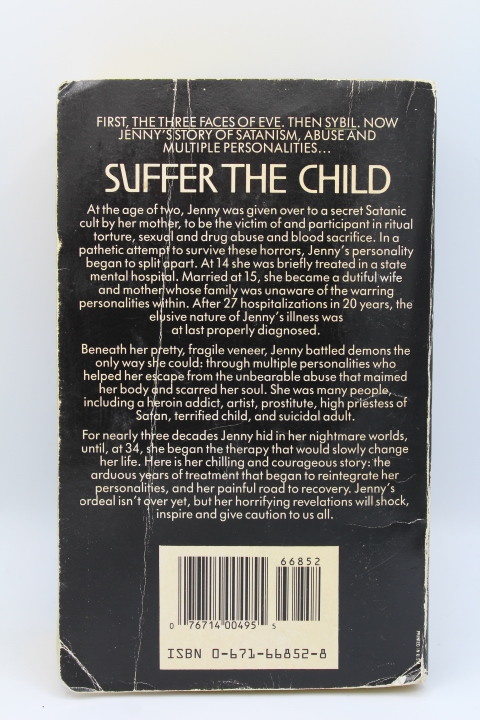 FIRST, THE THREE FACES OF EVE. THEN SYBIL. NOW
JENNY'S STORY OF SATANISM, ABUSE AND
MULTIPLE PERSONALITIES...
SUFFER THE CHILD
At the age of two, Jenny was given over to a secret Satanic
cult by her mother, to be the victim of and participant in ritual
torture, sexual and drug abuse and blood sacrifice. In a
pathetic attempt to survive these horrors, Jenny's personality
began to split apart. At 14 she was briefly treated in a state
mental hospital. Married at 15, she became a dutiful wife
and mother whose family was unaware of the warring
personalities within. After 27 hospitalizations in 20 years, the
elusive nature of Jenny's illness was
at last properly diagnosed.
Beneath her pretty, fragile veneer, Jenny battled demons the
only way she could: through multiple personalities who
helped her escape from the unbearable abuse that maimed
her body and scarred her soul. She was many people,
including a heroin addict, artist, prostitute, high priestess of
Satan, terrified child, and suicidal adult.
For nearly three decades Jenny hid in her nightmare worlds,
until, at 34, she began the therapy that would slowly change
her life. Here is her chilling and courageous story: the
arduous years of treatment that began to reintegrate her
personalities, and her painful road to recovery. Jenny's
ordeal isn't over yet, but her horrifying revelations will shock,
inspire and give caution to us all.
66852
0 76714 00495 5
ISBN 0-671-66852-8